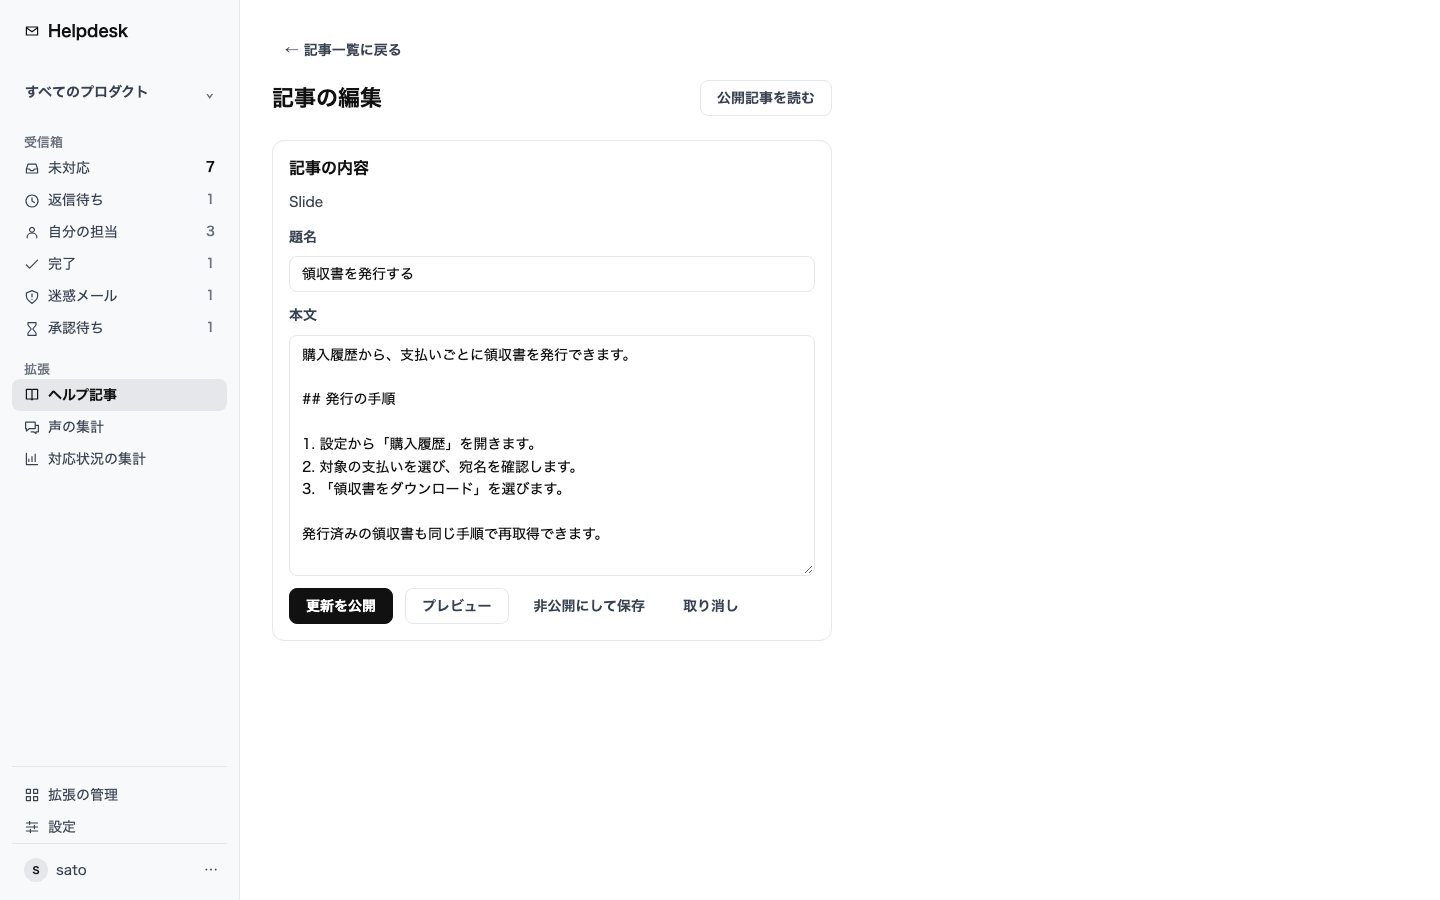 Helpdesk
すべてのプロダクト
受信箱
未対応 7
返信待ち 1
自分の担当 3
完了 1
迷惑メール 1
承認待ち 1
拡張
ヘルプ記事
声の集計
対応状況の集計
拡張の管理
設定
S sato ...
← 記事一覧に戻る
記事の編集
公開記事を読む
記事の内容
Slide
題名
領収書を発行する
本文
購入履歴から、支払いごとに領収書を発行できます。
## 発行の手順
1. 設定から「購入履歴」を開きます。
2. 対象の支払いを選び、宛名を確認します。
3. 「領収書をダウンロード」を選びます。
発行済みの領収書も同じ手順で再取得できます。
更新を公開 プレビュー 非公開にして保存 取り消し